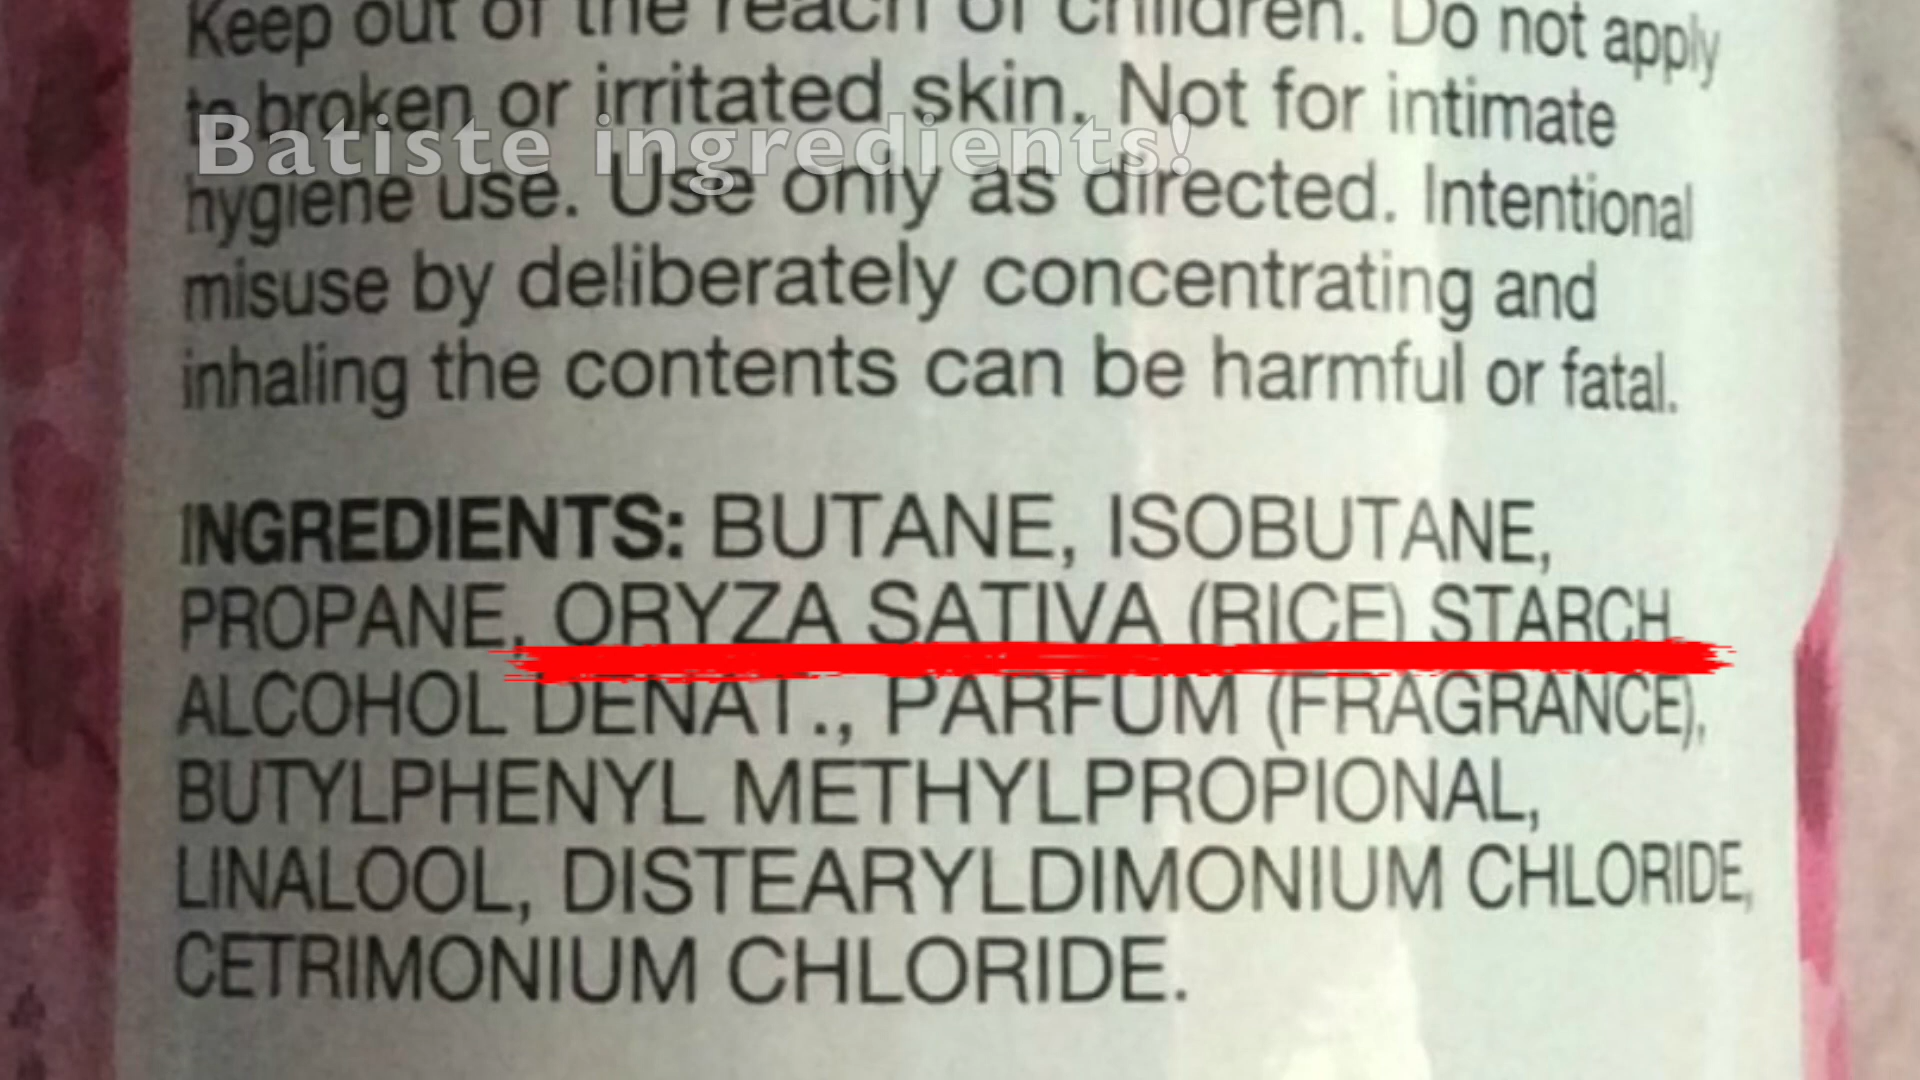 Keep out of the reach of children. Do not apply
to broken or irritated skin. Not for intimate
Batiste ingredients!
hygiene use. Use only as directed. Intentional
misuse by deliberately concentrating and
inhaling the contents can be harmful or fatal.
INGREDIENTS: BUTANE, ISOBUTANE,
PROPANE, ORYZA SATIVA (RICE) STARCH
ALCOHOL DENAT., PARFUM (FRAGRANCE),
BUTYLPHENYL METHYLPROPIONAL,
LINALOOL, DISTEARYLDIMONIUM CHLORIDE,
CETRIMONIUM CHLORIDE.